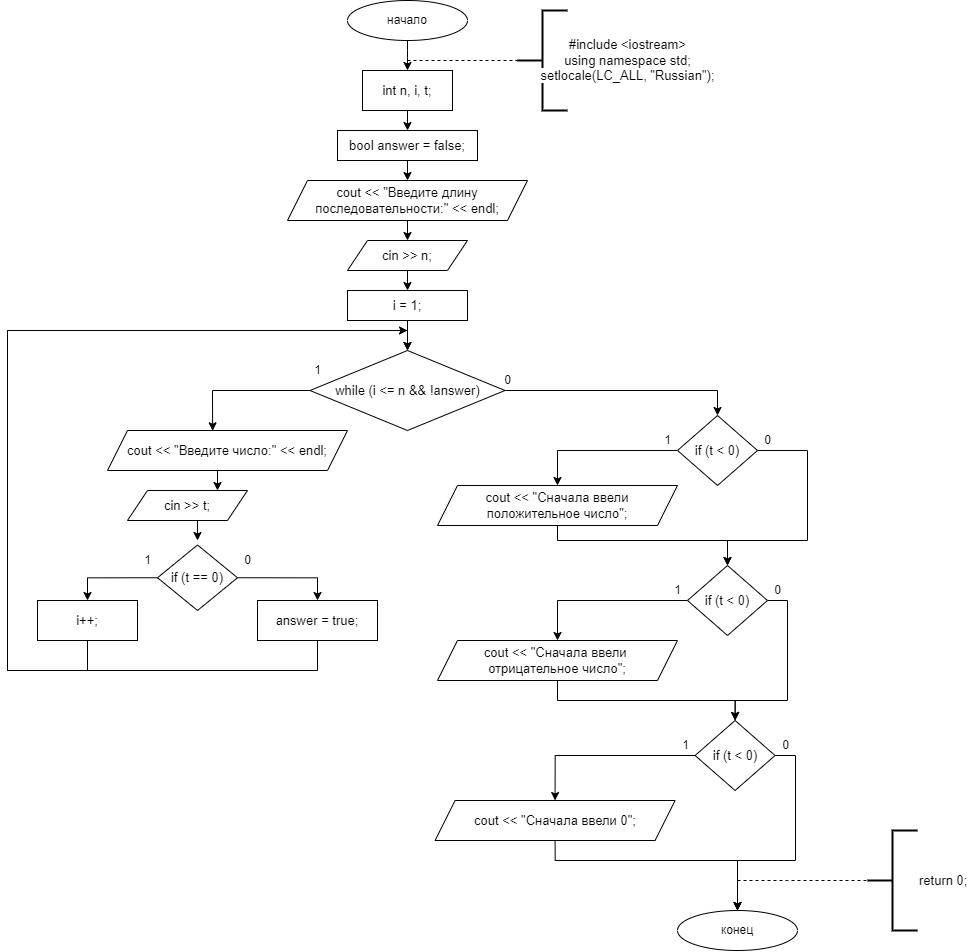 начало
#include <iostream>
using namespace std;
setlocale(LC_ALL, "Russian");
int n, i, t;
bool answer = false;
cout << "Введите длину
последовательности:" << endl;
cin >> n;
i = 1;
1
while (i <= n && !answer)
0
cout << "Введите число:" << endl;
cin >> t;
1
if (t == 0)
0
i++;
answer = true;
1
if (t < 0)
0
cout << "Сначала ввели
положительное число";
1
if (t < 0)
0
cout << "Сначала ввели
отрицательное число";
1
if (t < 0)
0
cout << "Сначала ввели 0";
return 0;
конец